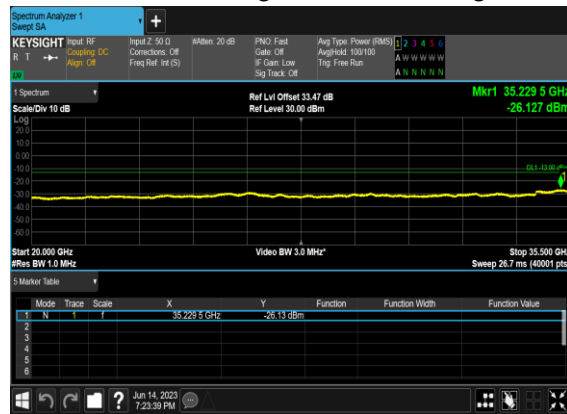 Spectrum Analyzer 1
Swept SA
+
KEYSIGHT Input: RF Input Z: 50 Ω #Atten: 20 dB PNO: Fast Avg Type: Power (RMS) 1 2 3 4 5 6
R T Coupling: DC Corrections: Off Gate: Off Avg|Hold: 100/100 A W W W W W
Align: Off Freq Ref: Int (S) IF Gain: Low Trig: Free Run
Sig Track: Off A N N N N N
1 Spectrum Ref Lvl Offset 33.47 dB Mkr1 35.229 5 GHz
Scale/Div 10 dB Ref Level 30.00 dBm -26.127 dBm
Log
20.0
10.0
0.00
-10.0 DL1 -13.00 dBm
-20.0
-30.0
-40.0
-50.0
-60.0
Start 20.000 GHz Video BW 3.0 MHz* Stop 35.500 GHz
#Res BW 1.0 MHz Sweep 26.7 ms (40001 pts)
5 Marker Table
Mode Trace Scale X Y Function Function Width Function Value
1 N 1 f 35.229 5 GHz -26.13 dBm
2
3
4
5
6
? Jun 14, 2023
7:23:39 PM